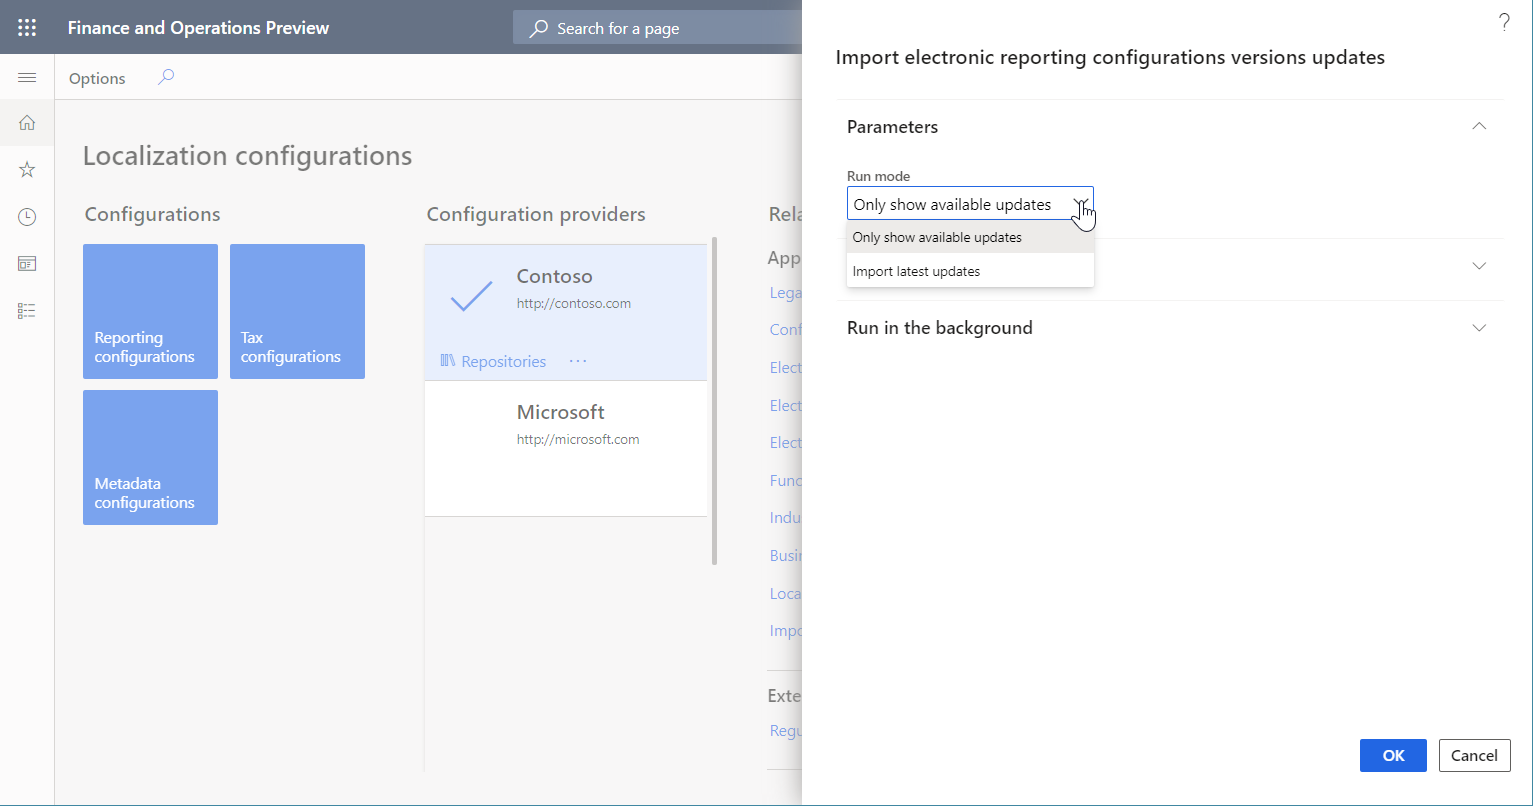 Finance and Operations Preview
Search for a page
Options
Localization configurations
Configurations
Reporting
configurations
Tax
configurations
Metadata
configurations
Configuration providers
Contoso
http://contoso.com
Repositories
...
Microsoft
http://microsoft.com
Rela
App
Lega
Conf
Elect
Elect
Elect
Func
Indu
Busin
Loca
Impo
Exte
Regu
?
Import electronic reporting configurations versions updates
Parameters
Run mode
Only show available updates
Only show available updates
Import latest updates
Run in the background
OK
Cancel